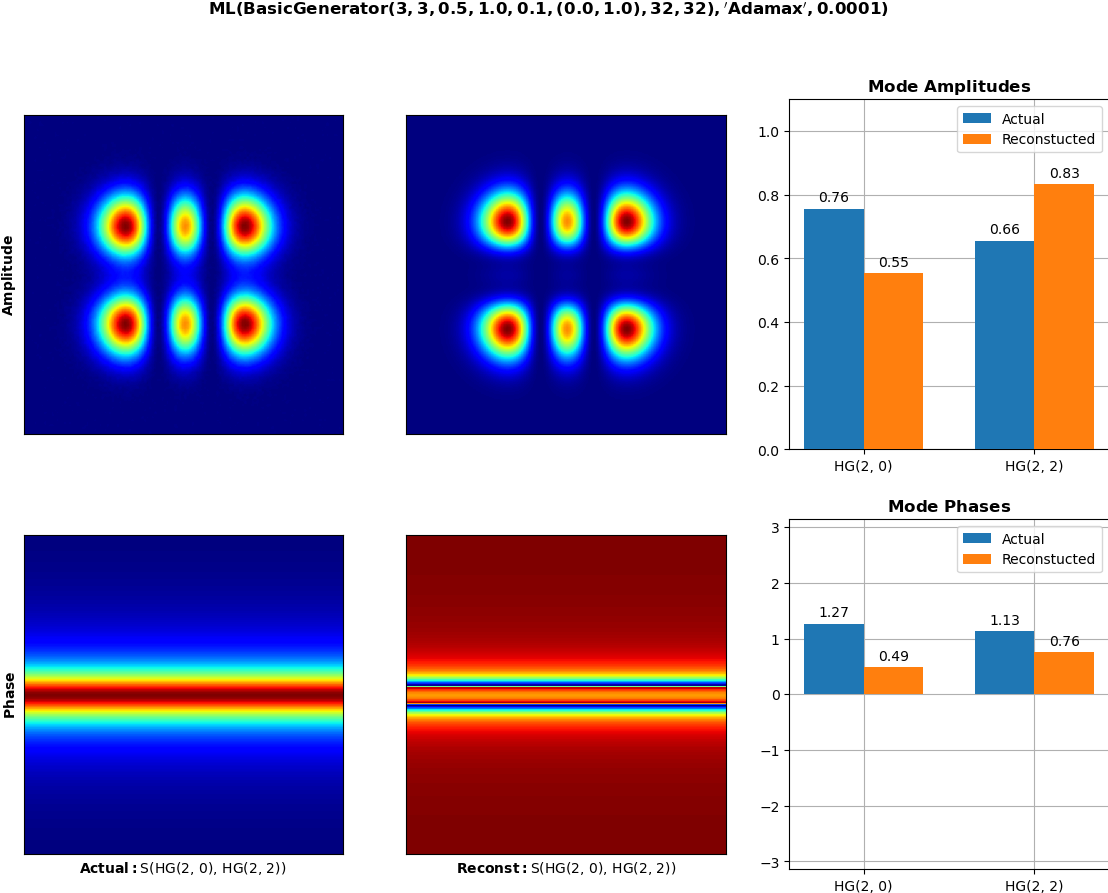 ML(BasicGenerator(3, 3, 0.5, 1.0, 0.1, (0.0, 1.0), 32, 32), ′Adamax′, 0.0001)
Amplitude
Mode Amplitudes
Actual
Reconstucted
1.0
0.8
0.6
0.4
0.2
0.0
0.76
0.55
0.66
0.83
HG(2, 0)
HG(2, 2)
Phase
Actual: S(HG(2, 0), HG(2, 2))
Reconst: S(HG(2, 0), HG(2, 2))
Mode Phases
Actual
Reconstucted
3
2
1
0
−1
−2
−3
1.27
0.49
1.13
0.76
HG(2, 0)
HG(2, 2)